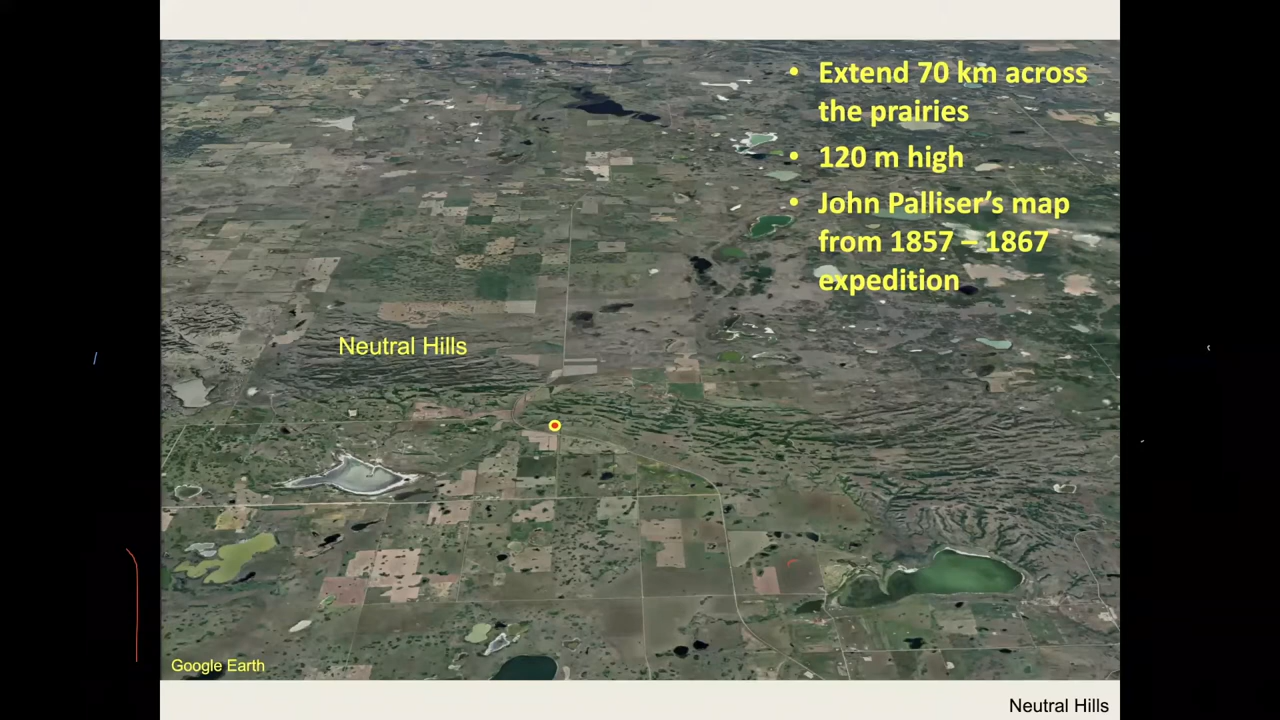 • Extend 70 km across
the prairies
• 120 m high
• John Palliser’s map
from 1857 – 1867
expedition
Neutral Hills
Google Earth
Neutral Hills